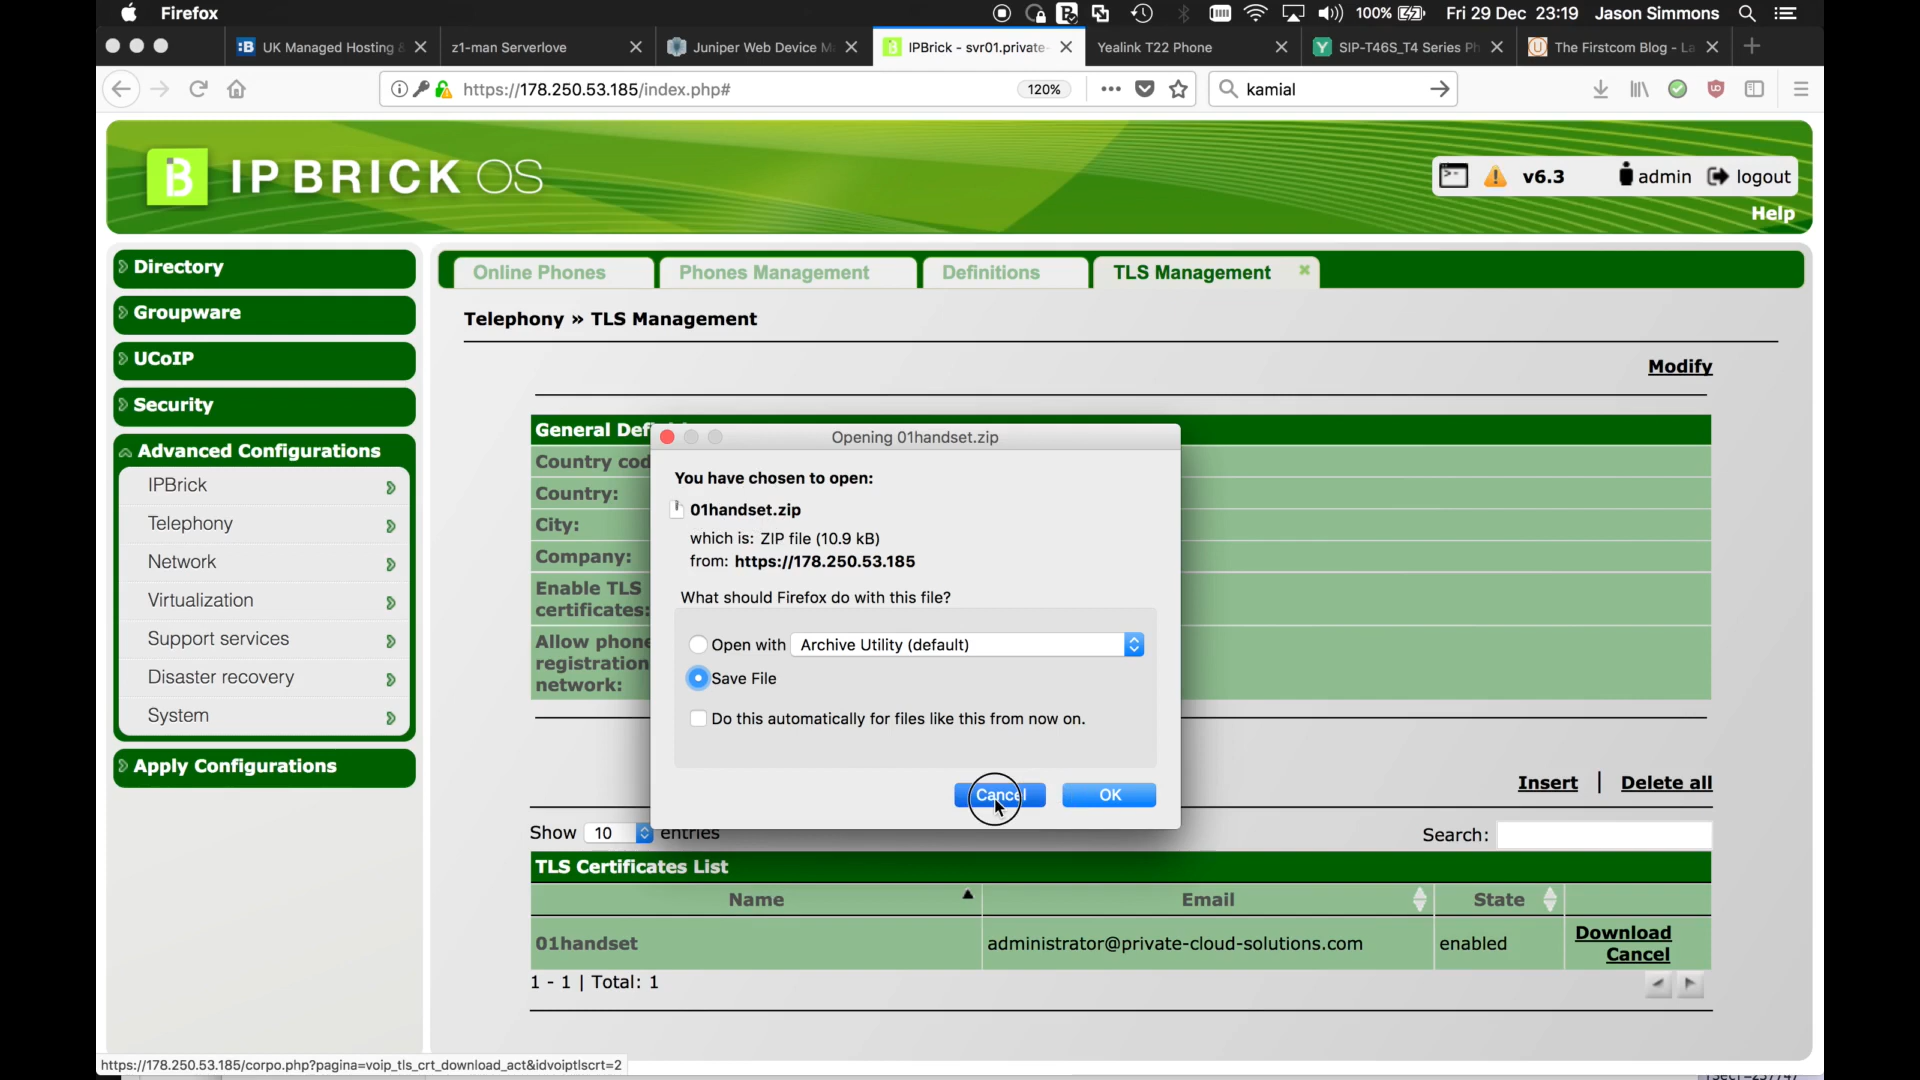 Firefox
100%
Fri 29 Dec 23:19
Jason Simmons
UK Managed Hosting &
z1-man Serverlove
Juniper Web Device M
IPBrick - svr01.private-
Yealink T22 Phone
SIP-T46S_T4 Series Ph
The Firstcom Blog - La
https://178.250.53.185/index.php#
120%
kamial
IPBRICK OS
v6.3
admin
logout
Help
Directory
Groupware
UCoIP
Security
Advanced Configurations
IPBrick
Telephony
Network
Virtualization
Support services
Disaster recovery
System
Apply Configurations
Online Phones
Phones Management
Definitions
TLS Management
Telephony » TLS Management
Modify
General Def
Country cod
Country:
City:
Company:
Enable TLS
certificates:
Allow phone
registration
network:
Opening 01handset.zip
You have chosen to open:
01handset.zip
which is: ZIP file (10.9 kB)
from: https://178.250.53.185
What should Firefox do with this file?
Open with Archive Utility (default)
Save File
Do this automatically for files like this from now on.
Cancel
OK
Insert | Delete all
Show 10 entries
Search:
TLS Certificates List
Name
Email
State
01handset
administrator@private-cloud-solutions.com
enabled
Download
Cancel
1 - 1 | Total: 1
https://178.250.53.185/corpo.php?pagina=voip_tls_crt_download_act&idvoiptlscrt=2